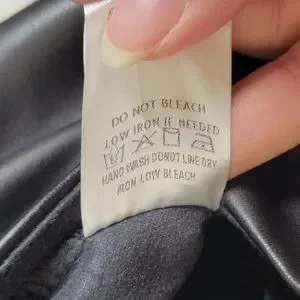 DO NOT BLEACH
LOW IRON IF NEEDED
HAND WASH DONOT LINE DRY
IRON LOW BLEACH